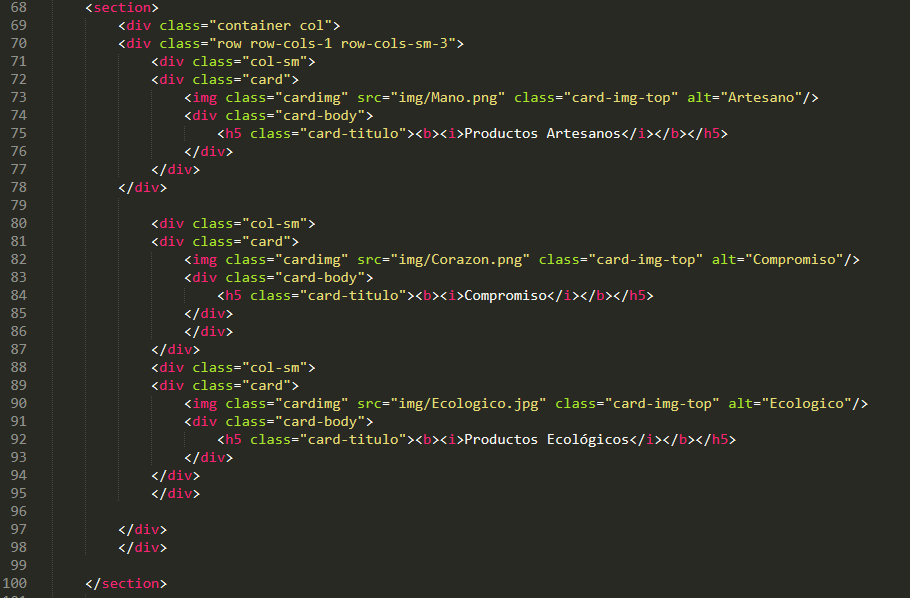 68 <section>
69 <div class="container col">
70 <div class="row row-cols-1 row-cols-sm-3">
71 <div class="col-sm">
72 <div class="card">
73 <img class="cardimg" src="img/Mano.png" class="card-img-top" alt="Artesano"/>
74 <div class="card-body">
75 <h5 class="card-titulo"><b><i>Productos Artesanos</i></b></h5>
76 </div>
77 </div>
78 </div>
79
80 <div class="col-sm">
81 <div class="card">
82 <img class="cardimg" src="img/Corazon.png" class="card-img-top" alt="Compromiso"/>
83 <div class="card-body">
84 <h5 class="card-titulo"><b><i>Compromiso</i></b></h5>
85 </div>
86 </div>
87 </div>
88 <div class="col-sm">
89 <div class="card">
90 <img class="cardimg" src="img/Ecologico.jpg" class="card-img-top" alt="Ecologico"/>
91 <div class="card-body">
92 <h5 class="card-titulo"><b><i>Productos Ecológicos</i></b></h5>
93 </div>
94 </div>
95 </div>
96
97 </div>
98 </div>
99
100 </section>